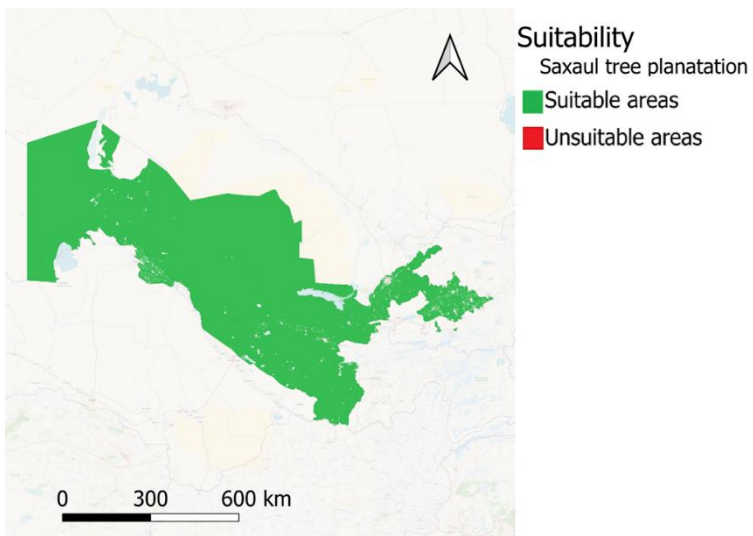 Suitability
Saxaul tree planatation
Suitable areas
Unsuitable areas
0 300 600 km